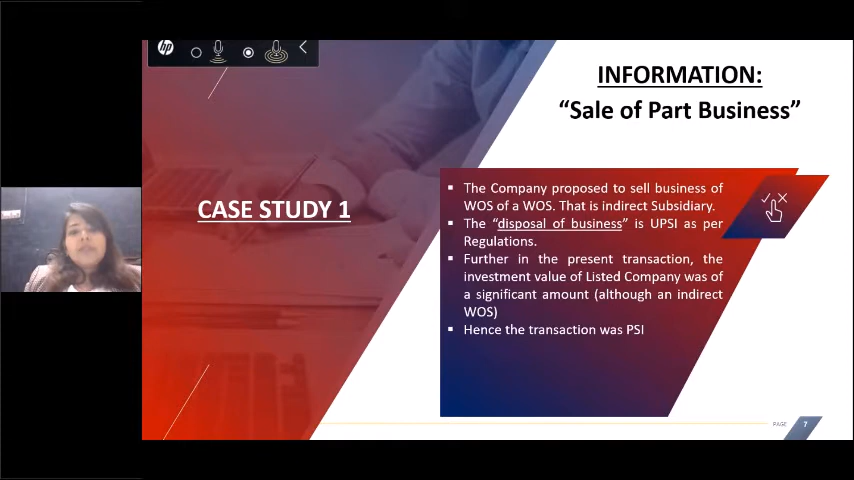 hp
INFORMATION:
“Sale of Part Business”
CASE STUDY 1
▪ The Company proposed to sell business of
WOS of a WOS. That is indirect Subsidiary.
▪ The “disposal of business” is UPSI as per
Regulations.
▪ Further in the present transaction, the
investment value of Listed Company was of
a significant amount (although an indirect
WOS)
▪ Hence the transaction was PSI
PAGE 7